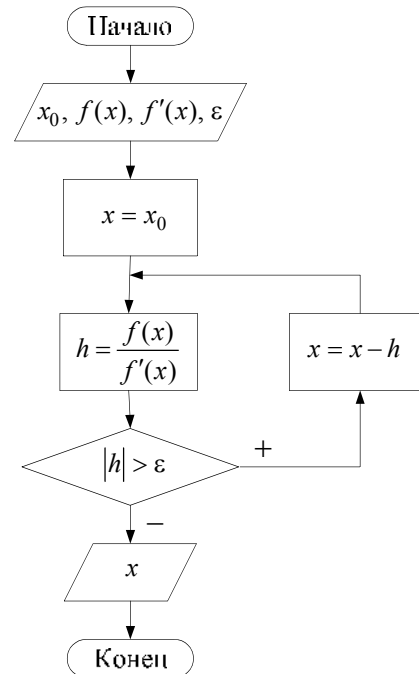 Начало
x₀, f(x), f′(x), ε
x = x₀
h = f(x)/f′(x)
x = x − h
|h| > ε
+
−
x
Конец